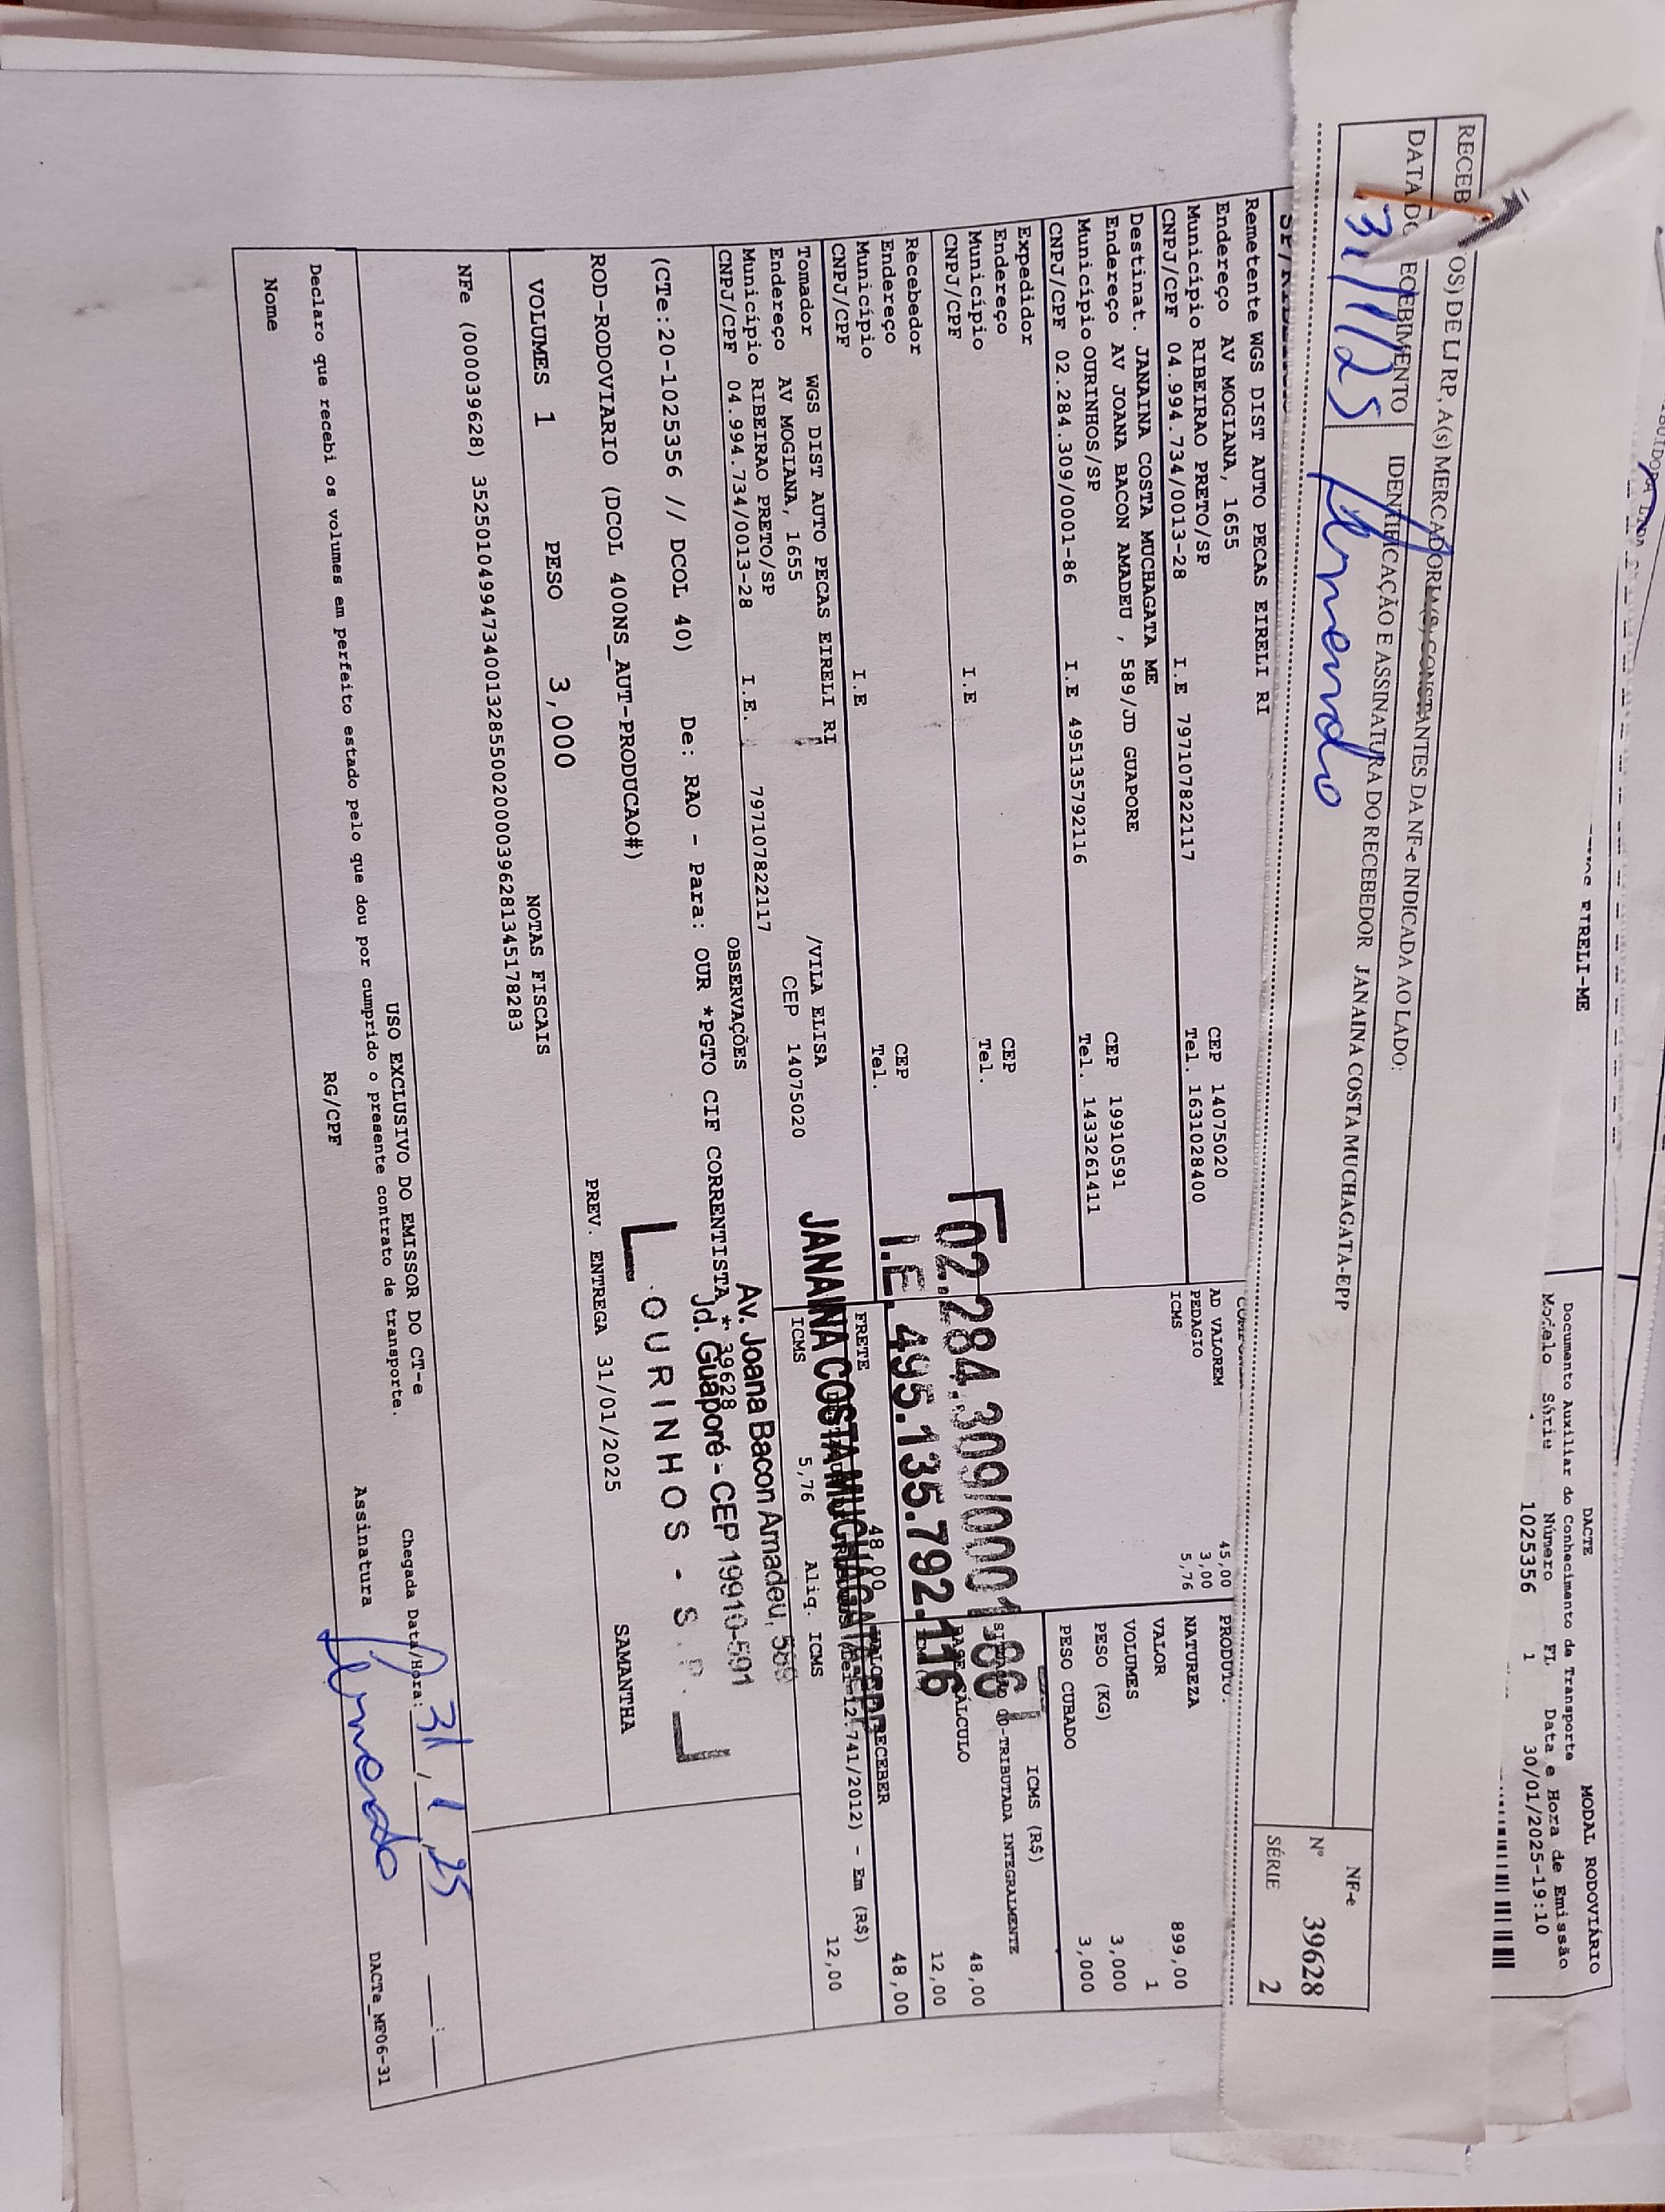 EIRELI-ME
DACTE
MODAL RODOVIÁRIO
Documento Auxiliar do Conhecimento de Transporte
Modelo Série Número FL Data e Hora de Emissão
1025356 1 30/01/2025-19:10
OS) DE LJ RP, A(s) MERCADORIA(S) CONSTANTES DA NF-e INDICADA AO LADO:
IDENTIFICAÇÃO E ASSINATURA DO RECEBEDOR JANAINA COSTA MUCHAGATA-EPP
31/1/25
NF-e
Nº 39628
SÉRIE 2
Remetente WGS DIST AUTO PECAS EIRELI RI
Endereço AV MOGIANA, 1655 CEP 14075020
Município RIBEIRAO PRETO/SP Tel. 1631028400
CNPJ/CPF 04.994.734/0013-28 I.E 797107822117
Destinat. JANAINA COSTA MUCHAGATA ME
Endereço AV JOANA BACON AMADEU , 589/JD GUAPORE CEP 19910591
Município OURINHOS/SP Tel. 1433261411
CNPJ/CPF 02.284.309/0001-86 I.E 495135792116
Expedidor
Endereço CEP
Município Tel.
CNPJ/CPF I.E
Recebedor
Endereço CEP
Município Tel.
CNPJ/CPF I.E
Tomador WGS DIST AUTO PECAS EIRELI RI /VILA ELISA
Endereço AV MOGIANA, 1655 CEP 14075020
Município RIBEIRAO PRETO/SP
CNPJ/CPF 04.994.734/0013-28 I.E. 797107822117
AD VALOREM 45,00
PEDAGIO 3,00
ICMS 5,76
PRODUTO:
NATUREZA
VALOR 899,00
VOLUMES 1
PESO (KG) 3,000
PESO CUBADO 3,000
ICMS (R$)
TRIBUTADA INTEGRALMENTE
BASE CÁLCULO 48,00
12,00
FRETE 48,00
RECEBER 48,00
ICMS 5,76 Aliq. ICMS 12,00
12.741/2012) - Em (R$)
02.284.309/0001-86
I.E. 495.135.792.116
JANAINA COSTA MUCHAGATA
Av. Joana Bacon Amadeu, 589
Jd. Guaporé - CEP 19910-591
OURINHOS - S.P.
OBSERVAÇÕES
(CTe:20-1025356 // DCOL 40) De: RAO - Para: OUR *PGTO CIF CORRENTISTA * 39628
ROD-RODOVIARIO (DCOL 400NS_AUT-PRODUCAO#)
PREV. ENTREGA 31/01/2025 SAMANTHA
VOLUMES 1 PESO 3,000
NOTAS FISCAIS
NFe (000039628) 35250104994734001328550020000396281345178283
USO EXCLUSIVO DO EMISSOR DO CT-e
Declaro que recebi os volumes em perfeito estado pelo que dou por cumprido o presente contrato de transporte.
Chegada Data/Hora: 31/1/25
Nome RG/CPF Assinatura
DACTe_MF06-31